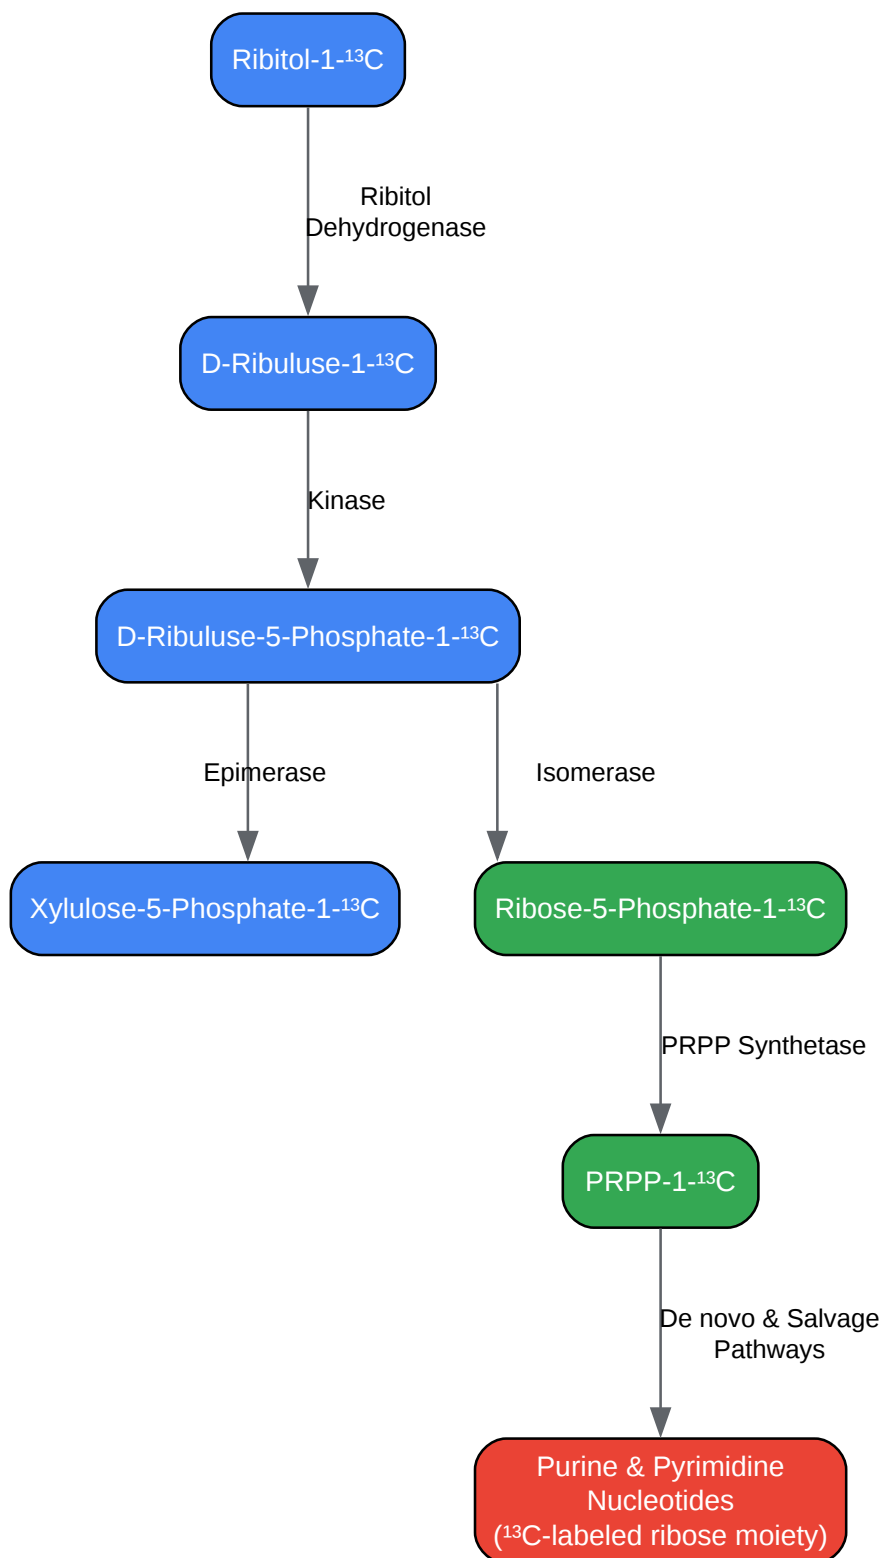 Ribitol-1-¹³C
Ribitol
Dehydrogenase
D-Ribuluse-1-¹³C
Kinase
D-Ribuluse-5-Phosphate-1-¹³C
Epimerase
Isomerase
Xylulose-5-Phosphate-1-¹³C
Ribose-5-Phosphate-1-¹³C
PRPP Synthetase
PRPP-1-¹³C
De novo & Salvage
Pathways
Purine & Pyrimidine
Nucleotides
(¹³C-labeled ribose moiety)